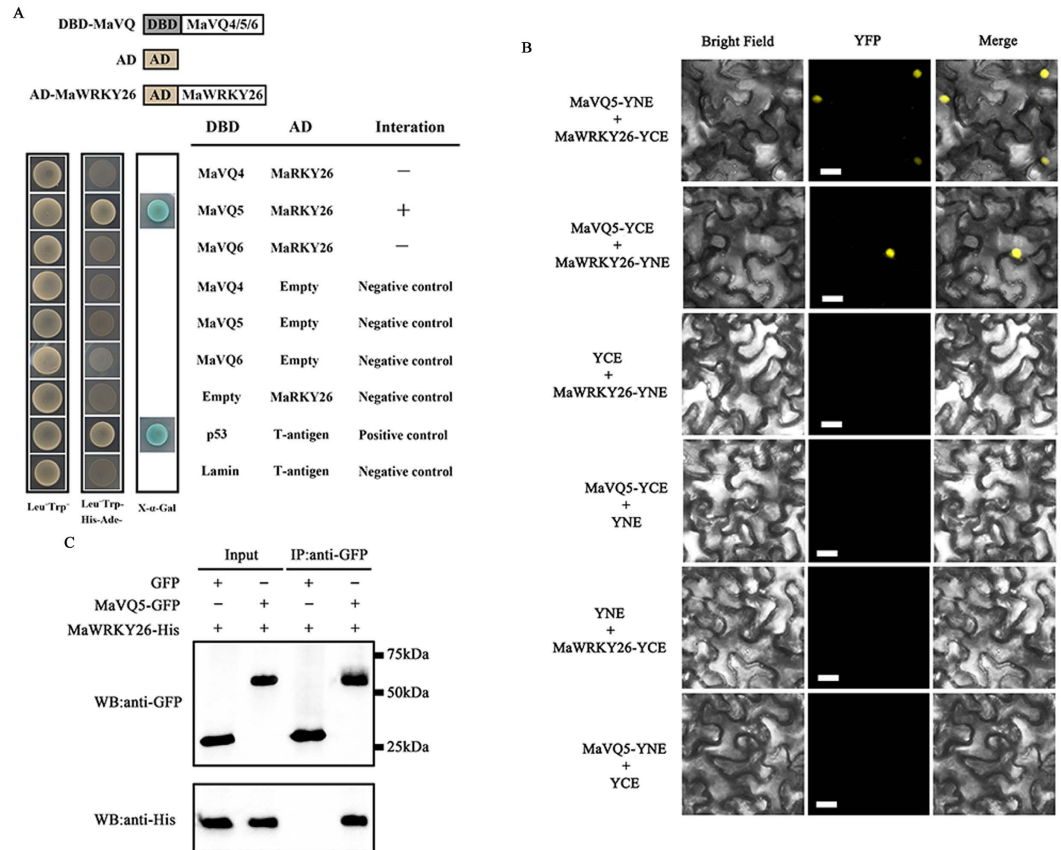 A
DBD-MaVQ DBD MaVQ4/5/6
AD AD
AD-MaWRKY26 AD MaWRKY26
DBD AD Interation
MaVQ4 MaRKY26 —
MaVQ5 MaRKY26 +
MaVQ6 MaRKY26 —
MaVQ4 Empty Negative control
MaVQ5 Empty Negative control
MaVQ6 Empty Negative control
Empty MaRKY26 Negative control
p53 T-antigen Positive control
Lamin T-antigen Negative control
Leu⁻Trp⁻ Leu⁻Trp- X-α-Gal
His-Ade-
B
Bright Field YFP Merge
MaVQ5-YNE
+
MaWRKY26-YCE
MaVQ5-YCE
+
MaWRKY26-YNE
YCE
+
MaWRKY26-YNE
MaVQ5-YCE
+
YNE
YNE
+
MaWRKY26-YCE
MaVQ5-YNE
+
YCE
C
Input IP:anti-GFP
GFP + − + −
MaVQ5-GFP − + − +
MaWRKY26-His + + + +
75kDa
WB:anti-GFP 50kDa
25kDa
WB:anti-His